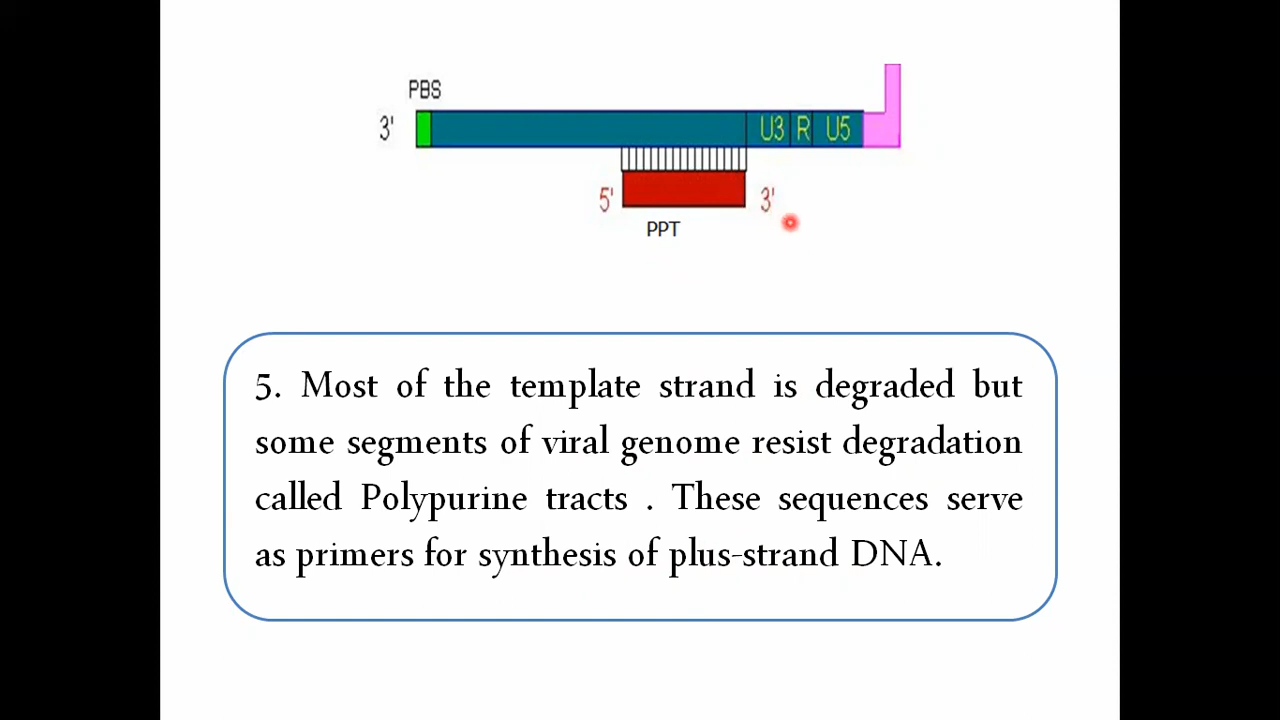 PBS
3' U3 R U5
5' 3'
PPT
5. Most of the template strand is degraded but
some segments of viral genome resist degradation
called Polypurine tracts . These sequences serve
as primers for synthesis of plus-strand DNA.